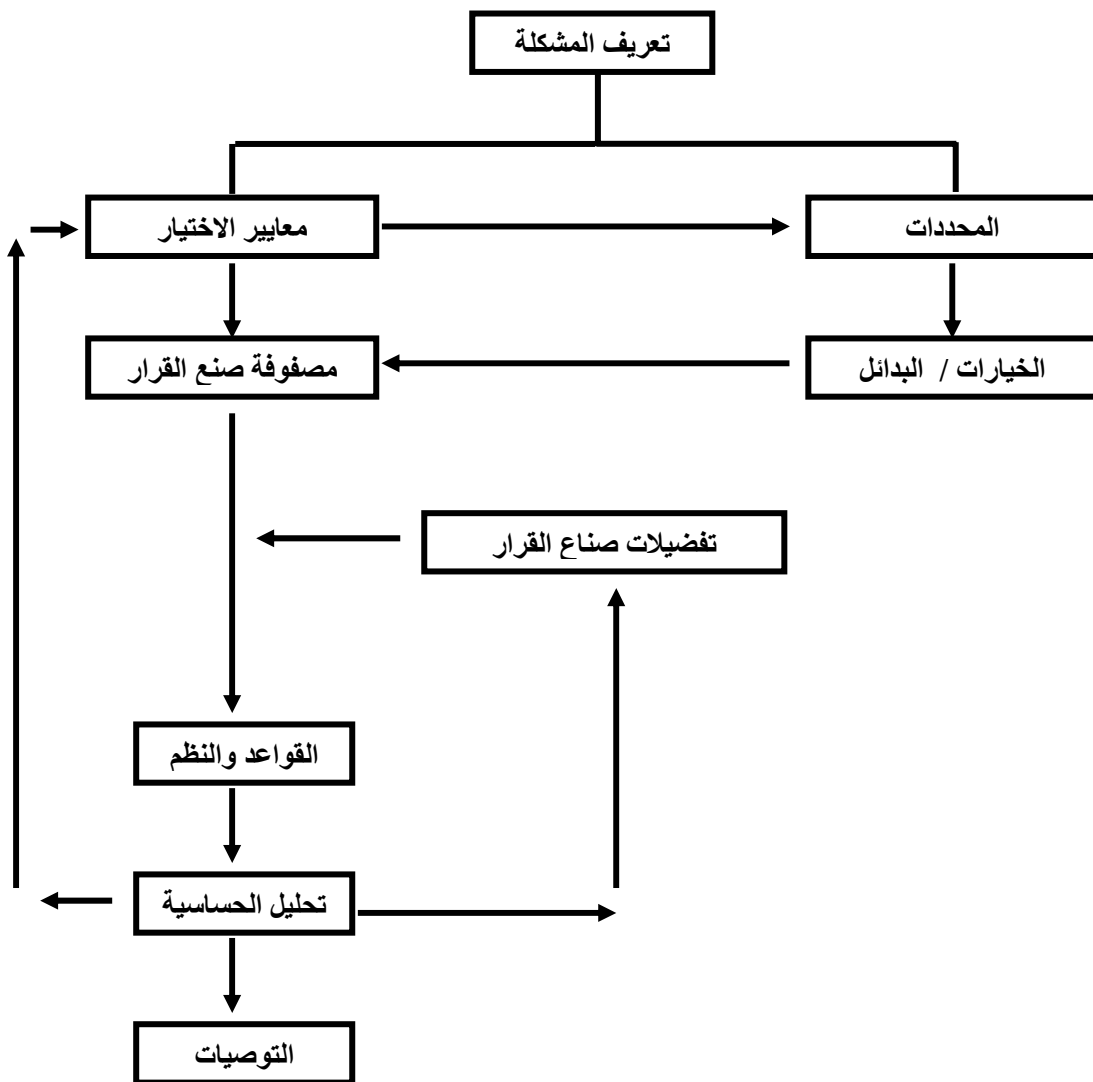 تعريف المشكلة
المحددات
معايير الاختيار
الخيارات / البدائل
مصفوفة صنع القرار
تفضيلات صناع القرار
القواعد والنظم
تحليل الحساسية
التوصيات